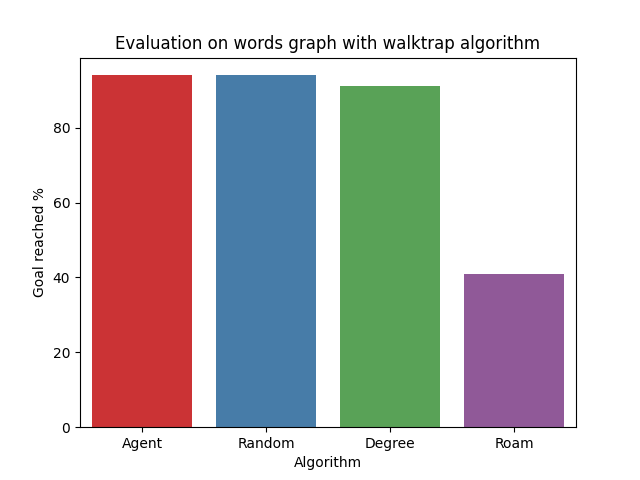 Evaluation on words graph with walktrap algorithm
Goal reached %
80
60
40
20
0
Agent Random Degree Roam
Algorithm